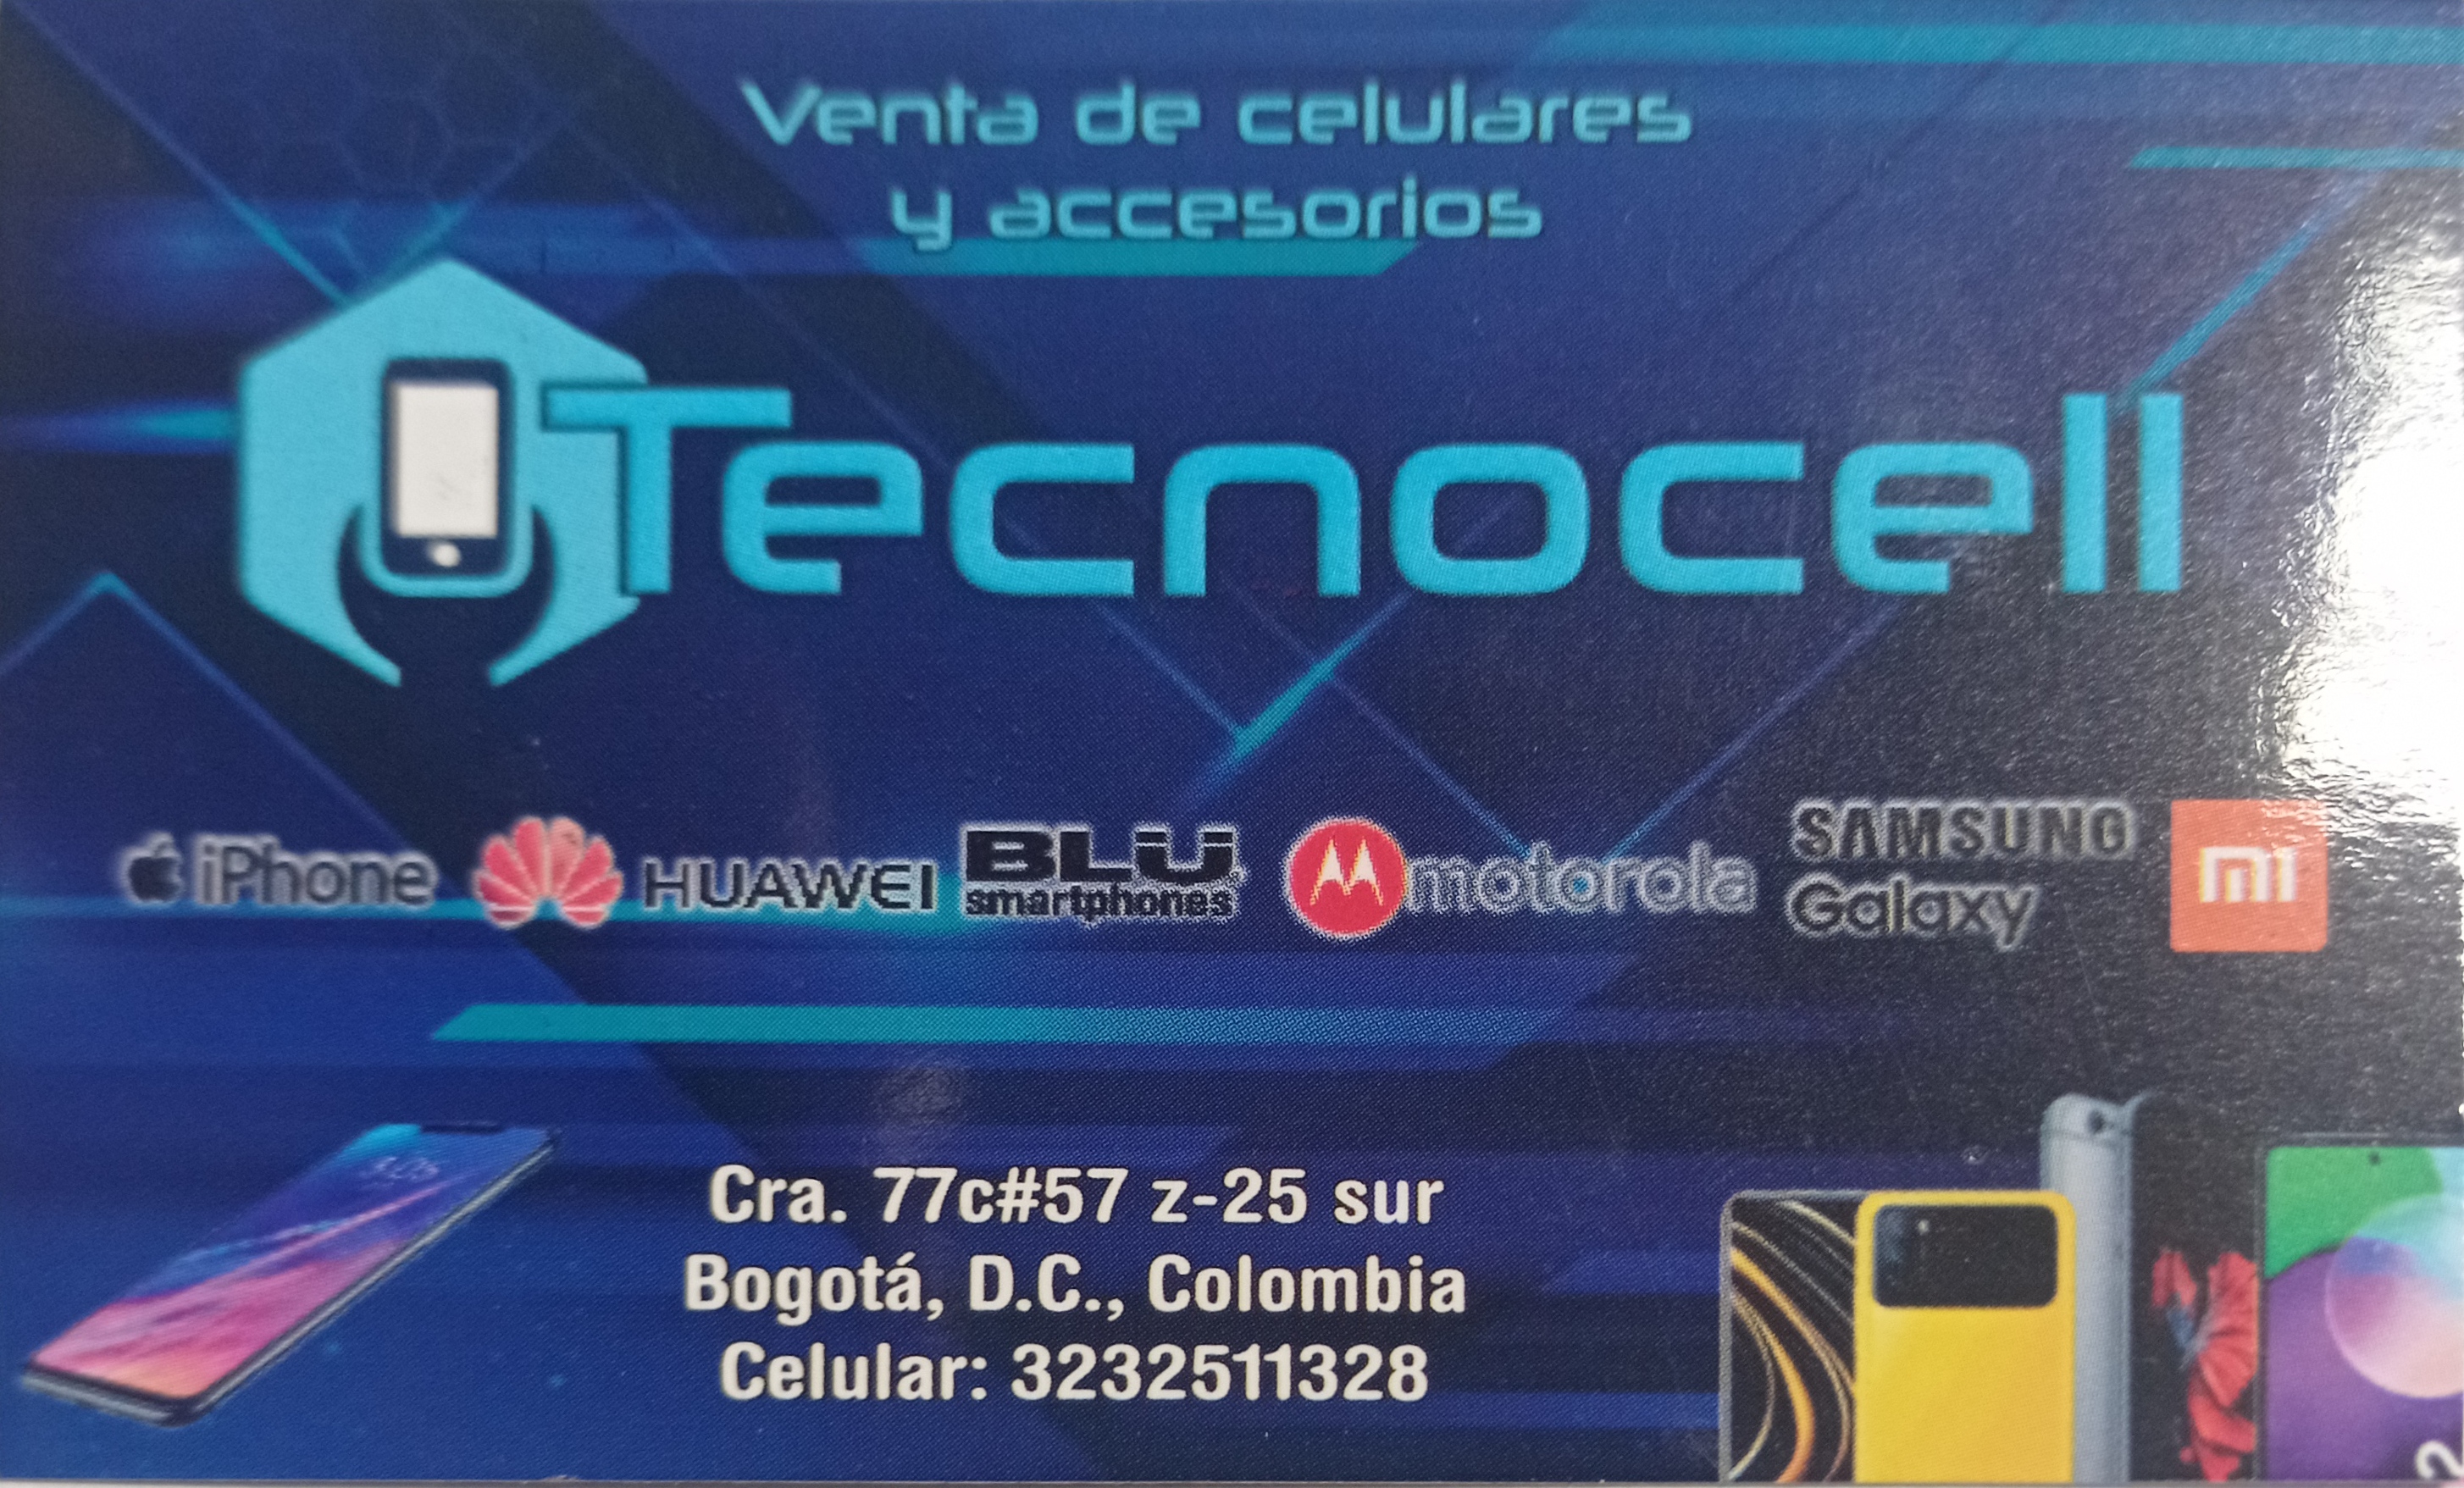 Venta de celulares
y accesorios
Tecnocell
iPhone HUAWEI BLU motorola SAMSUNG mi
smartphones Galaxy
Cra. 77c#57 z-25 sur
Bogotá, D.C., Colombia
Celular: 3232511328